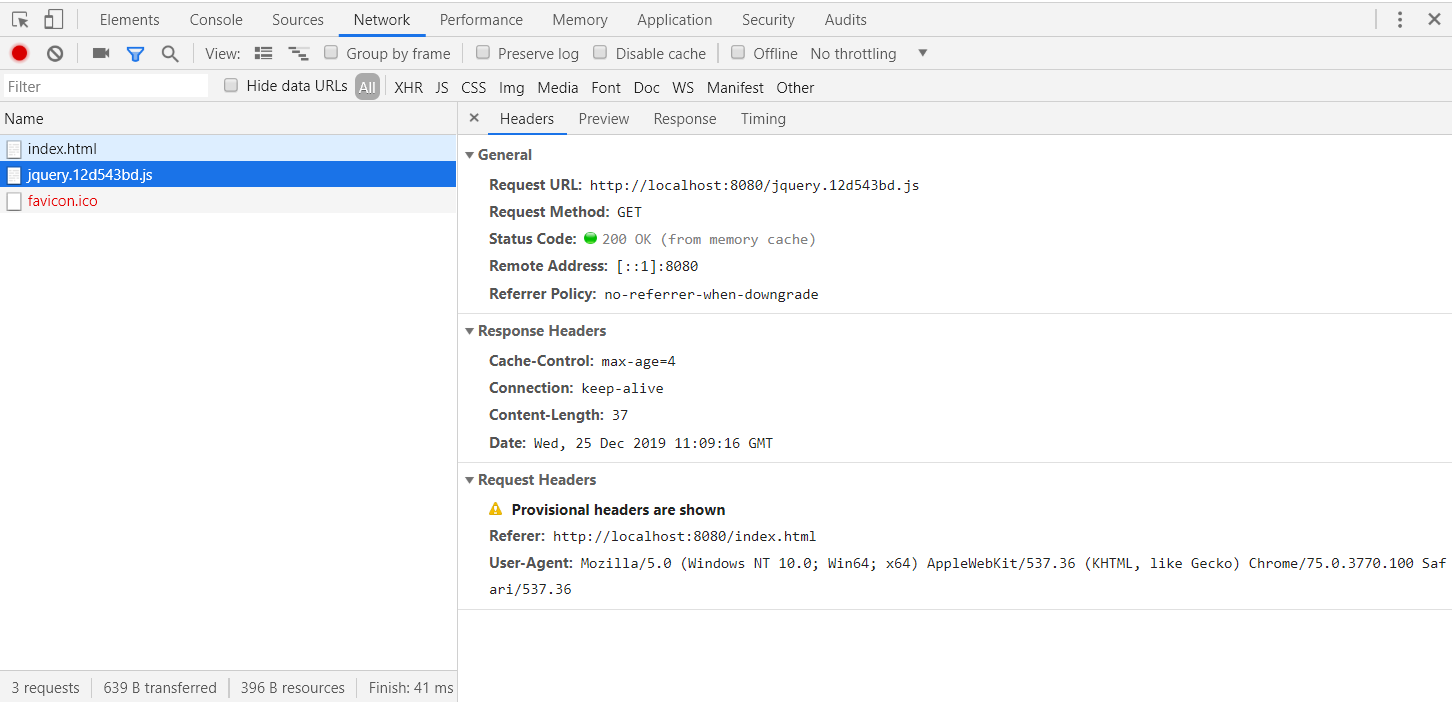 Elements Console Sources Network Performance Memory Application Security Audits
View: Group by frame Preserve log Disable cache Offline No throttling
Filter Hide data URLs All XHR JS CSS Img Media Font Doc WS Manifest Other
Name
index.html
jquery.12d543bd.js
favicon.ico
3 requests 639 B transferred 396 B resources Finish: 41 ms
Headers Preview Response Timing
General
Request URL: http://localhost:8080/jquery.12d543bd.js
Request Method: GET
Status Code: 200 OK (from memory cache)
Remote Address: [::1]:8080
Referrer Policy: no-referrer-when-downgrade
Response Headers
Cache-Control: max-age=4
Connection: keep-alive
Content-Length: 37
Date: Wed, 25 Dec 2019 11:09:16 GMT
Request Headers
Provisional headers are shown
Referer: http://localhost:8080/index.html
User-Agent: Mozilla/5.0 (Windows NT 10.0; Win64; x64) AppleWebKit/537.36 (KHTML, like Gecko) Chrome/75.0.3770.100 Saf
ari/537.36